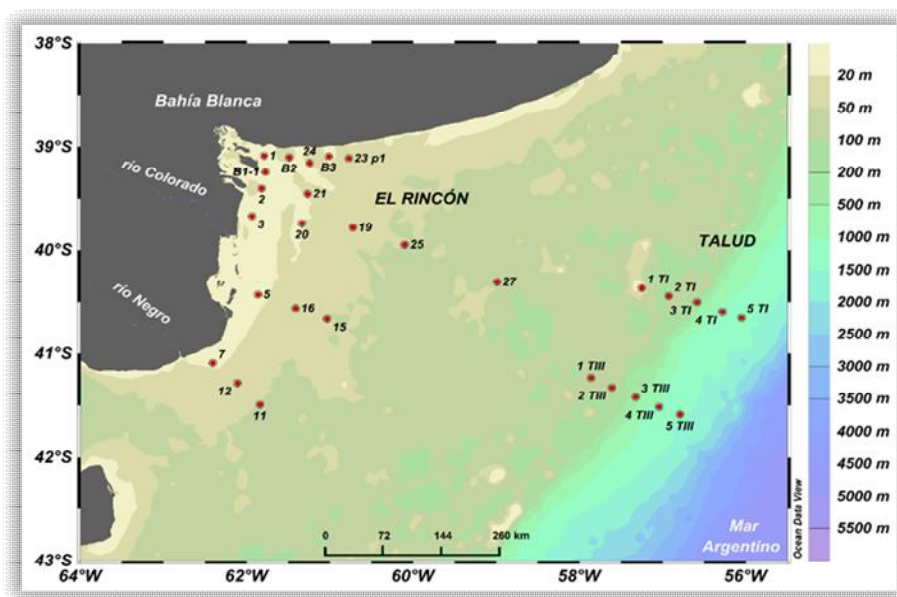 38°S
39°S
40°S
41°S
42°S
43°S
64°W
62°W
60°W
58°W
56°W
Bahía Blanca
río Colorado
río Negro
EL RINCÓN
TALUD
Mar
Argentino
1
24
B1-1
B2
B3
23 p1
2
21
3
20
19
25
27
5
16
15
7
12
11
1 TI
2 TI
3 TI
4 TI
5 TI
1 TIII
2 TIII
3 TIII
4 TIII
5 TIII
0 72 144 260 km
Ocean Data View
20 m
50 m
100 m
200 m
500 m
1000 m
1500 m
2000 m
2500 m
3000 m
3500 m
4000 m
4500 m
5000 m
5500 m